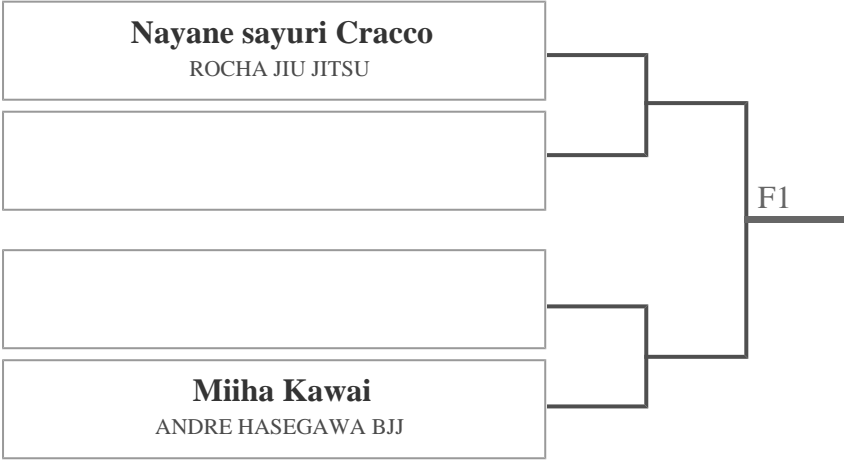 Nayane sayuri Cracco
ROCHA JIU JITSU
F1
Miiha Kawai
ANDRE HASEGAWA BJJ